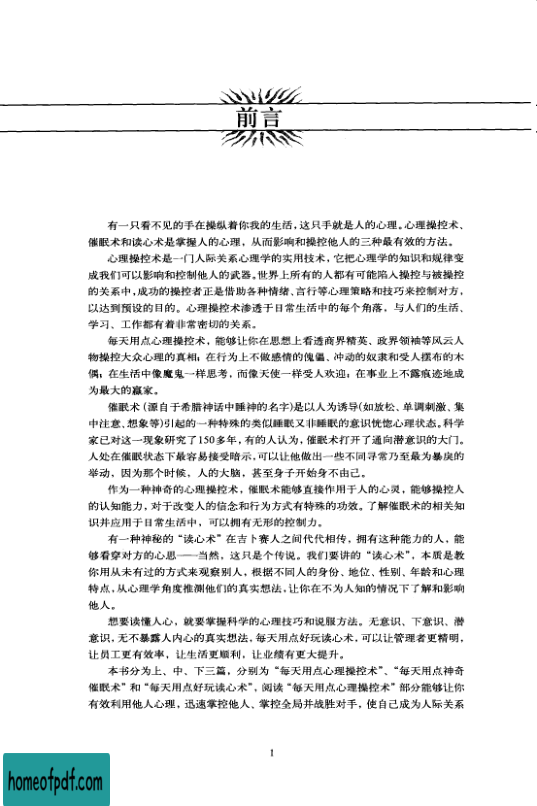 前言
有一只看不见的手在操纵着你我的生活,这只手就是人的心理。心理操控术、
催眠术和读心术是掌握人的心理，从而影响和操控他人的三种最有效的方法。
心理操控术是一门人际关系心理学的实用技术，它把心理学的知识和规律变
成我们可以影响和控制他人的武器。世界上所有的人都有可能陷入操控与被操控
的关系中,成功的操控者正是借助各种情绪、言行等心理策略和技巧来控制对方，
以达到预设的目的。心理操控术渗透于日常生活中的每个角落，与人们的生活、
学习、工作都有着非常密切的关系。
每天用点心理操控术，能够让你在思想上看透商界精英、政界领袖等风云人
物操控大众心理的真相；在行为上不做感情的傀儡、冲动的奴隶和受人摆布的木
偶；在生活中像魔鬼一样思考，而像天使一样受人欢迎；在事业上不露痕迹地成
为最大的赢家。
催眠术(源自于希腊神话中睡神的名字)是以人为诱导(如放松、单调刺激、集
中注意、想象等)引起的一种特殊的类似睡眠又非睡眠的意识恍惚心理状态。科学
家已对这一现象研究了150多年,有的人认为，催眠术打开了通向潜意识的大门。
人处在催眠状态下最容易接受暗示,可以让他做出一些不同寻常乃至最为暴戾的
举动，因为那个时候，人的大脑，甚至身子开始身不由己。
作为一种神奇的心理操控术，催眠术能够直接作用于人的心灵，能够操控人
的认知能力，对于改变人的信念和行为方式有特殊的功效。了解催眠术的相关知
识并应用于日常生活中，可以拥有无形的控制力。
有一种神秘的“读心术”在吉卜赛人之间代代相传，拥有这种能力的人，能
够看穿对方的心思——当然，这只是个传说。我们要讲的“读心术”，本质是教
你用从未有过的方式来观察别人，根据不同人的身份、地位、性别、年龄和心理
特点，从心理学角度推测他们的真实想法,让你在不为人知的情况下了解和影响
他人。
想要读懂人心，就要掌握科学的心理技巧和说服方法。无意识、下意识、潜
意识,无不暴露人内心的真实想法,每天用点好玩读心术,可以让管理者更精明，
让员工更有效率，让生活更顺利，让业绩有更大提升。
本书分为上、中、下三篇，分别为“每天用点心理操控术”、“每天用点神奇
催眠术”和“每天用点好玩读心术”，阅读“每天用点心理操控术”部分能够让你
有效利用他人心理，迅速掌控他人、掌控全局并战胜对手，使自己成为人际关系
1
homeofpdf.com